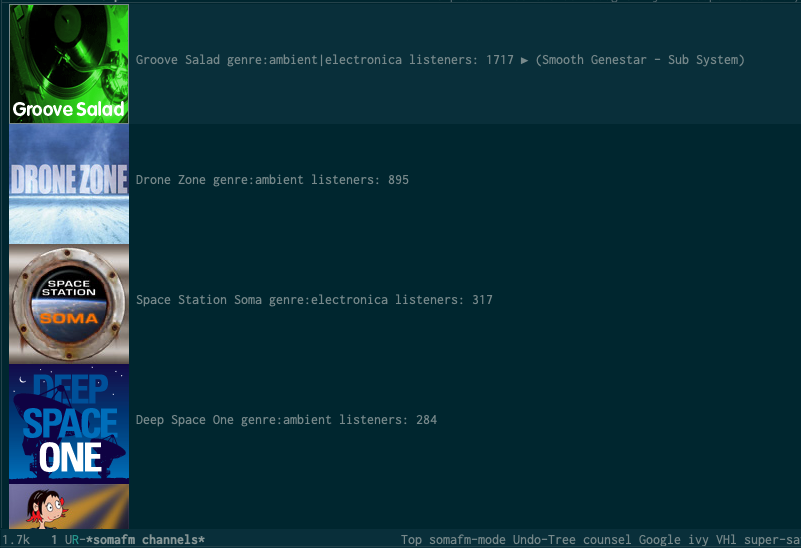 Groove Salad
Groove Salad genre:ambient|electronica listeners: 1717 ▶ (Smooth Genestar - Sub System)
DRONE ZONE
Drone Zone genre:ambient listeners: 895
SPACE
STATION
SOMA
Space Station Soma genre:electronica listeners: 317
DEEP
SPACE
ONE
Deep Space One genre:ambient listeners: 284
1.7k 1 UR-*somafm channels* Top somafm-mode Undo-Tree counsel Google ivy VHl super-sa